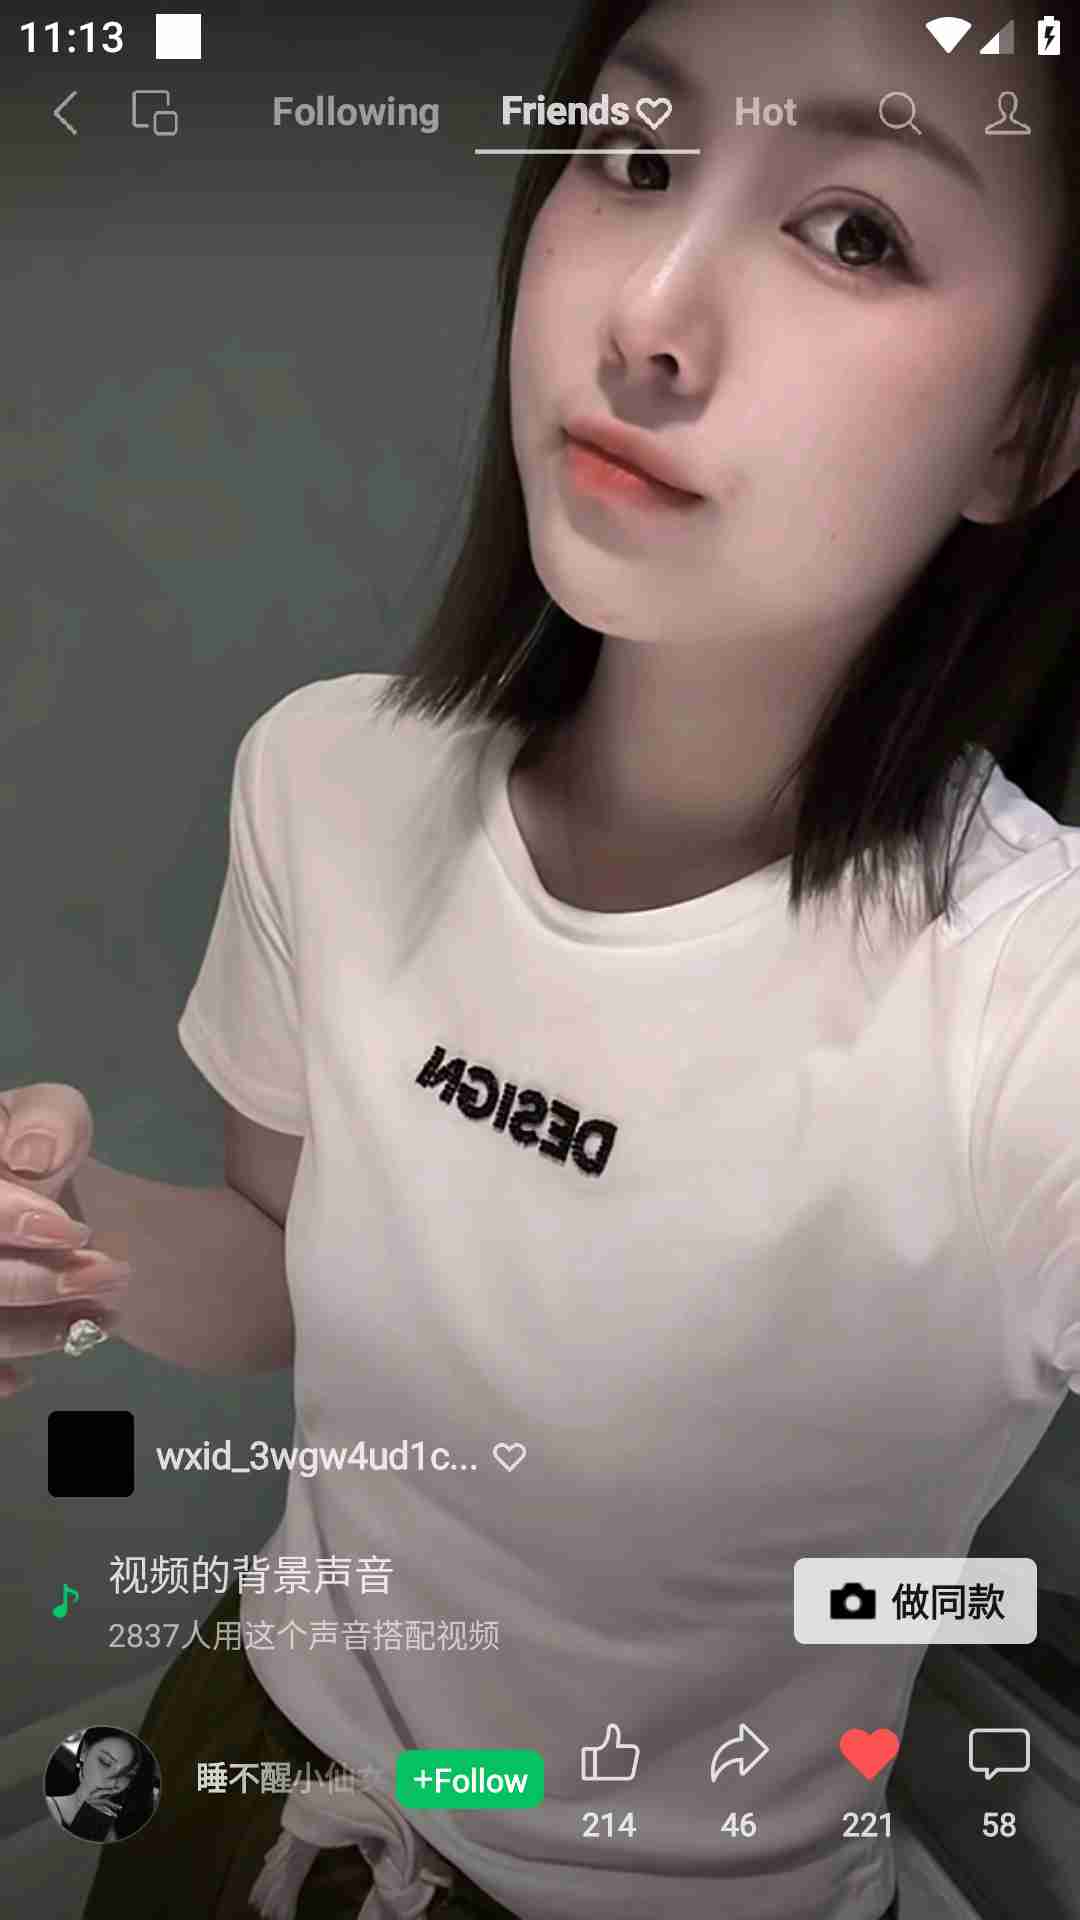 11:13
Following
Friends
Hot
DESIGN
wxid_3wgw4ud1c...
视频的背景声音
2837人用这个声音搭配视频
做同款
睡不醒小仙女
+Follow
214
46
221
58